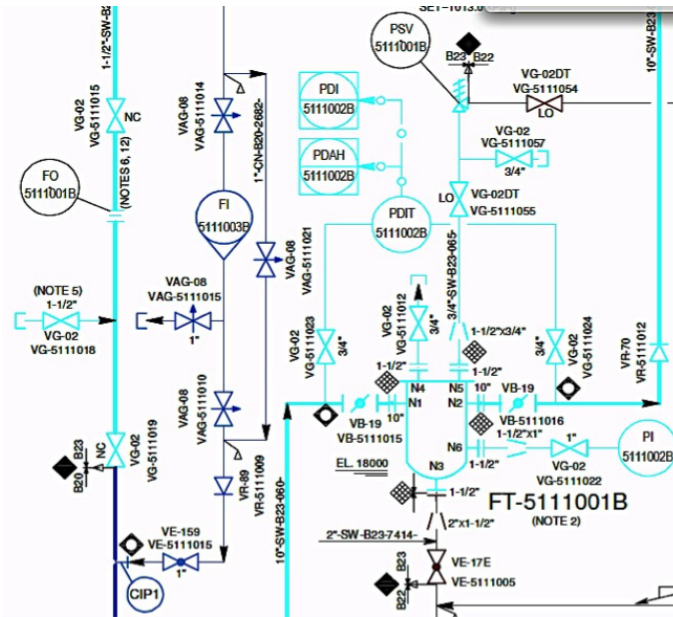 1-1/2"-SW-B2
VG-02
VG-5111015
NC
FO
5111001B
(NOTES 6, 12)
(NOTE 5)
1-1/2"
VG-02
VG-5111018
NC
VG-02
VG-5111019
B23
B20
CIP1
VE-159
VE-5111015
1"
VAG-08
VAG-5111014
1"-CN-B20-2682-
FI
5111003B
VAG-08
VAG-5111021
VAG-08
VAG-5111015
1"
VAG-08
VAG-5111010
VR-89
VR-5111009
10"-SW-B23-060-
PDI
5111002B
PDAH
5111002B
PDIT
5111002B
PSV
5111001B
B23
B22
VG-02DT
VG-5111054
LO
VG-02
VG-5111057
3/4"
LO
VG-02DT
VG-5111055
3/4"-SW-B23-065-
VG-02
VG-5111023
3/4"
VG-02
VG-5111012
3/4"
1-1/2"X3/4"
1-1/2"
1-1/2"
3/4"
VG-02
VG-5111024
VR-70
VR-5111012
10"-SW-B23
N4
N5
N1
N2
N6
N3
10"
10"
VB-19
VB-5111015
VB-19
VB-5111016
1-1/2"x1"
1-1/2"
1"
VG-02
VG-5111022
PI
5111002B
EL. 18000
1-1/2"
FT-5111001B
(NOTE 2)
2"x1-1/2"
2"-SW-B23-7414-
B23
B22
VE-17E
VE-5111005